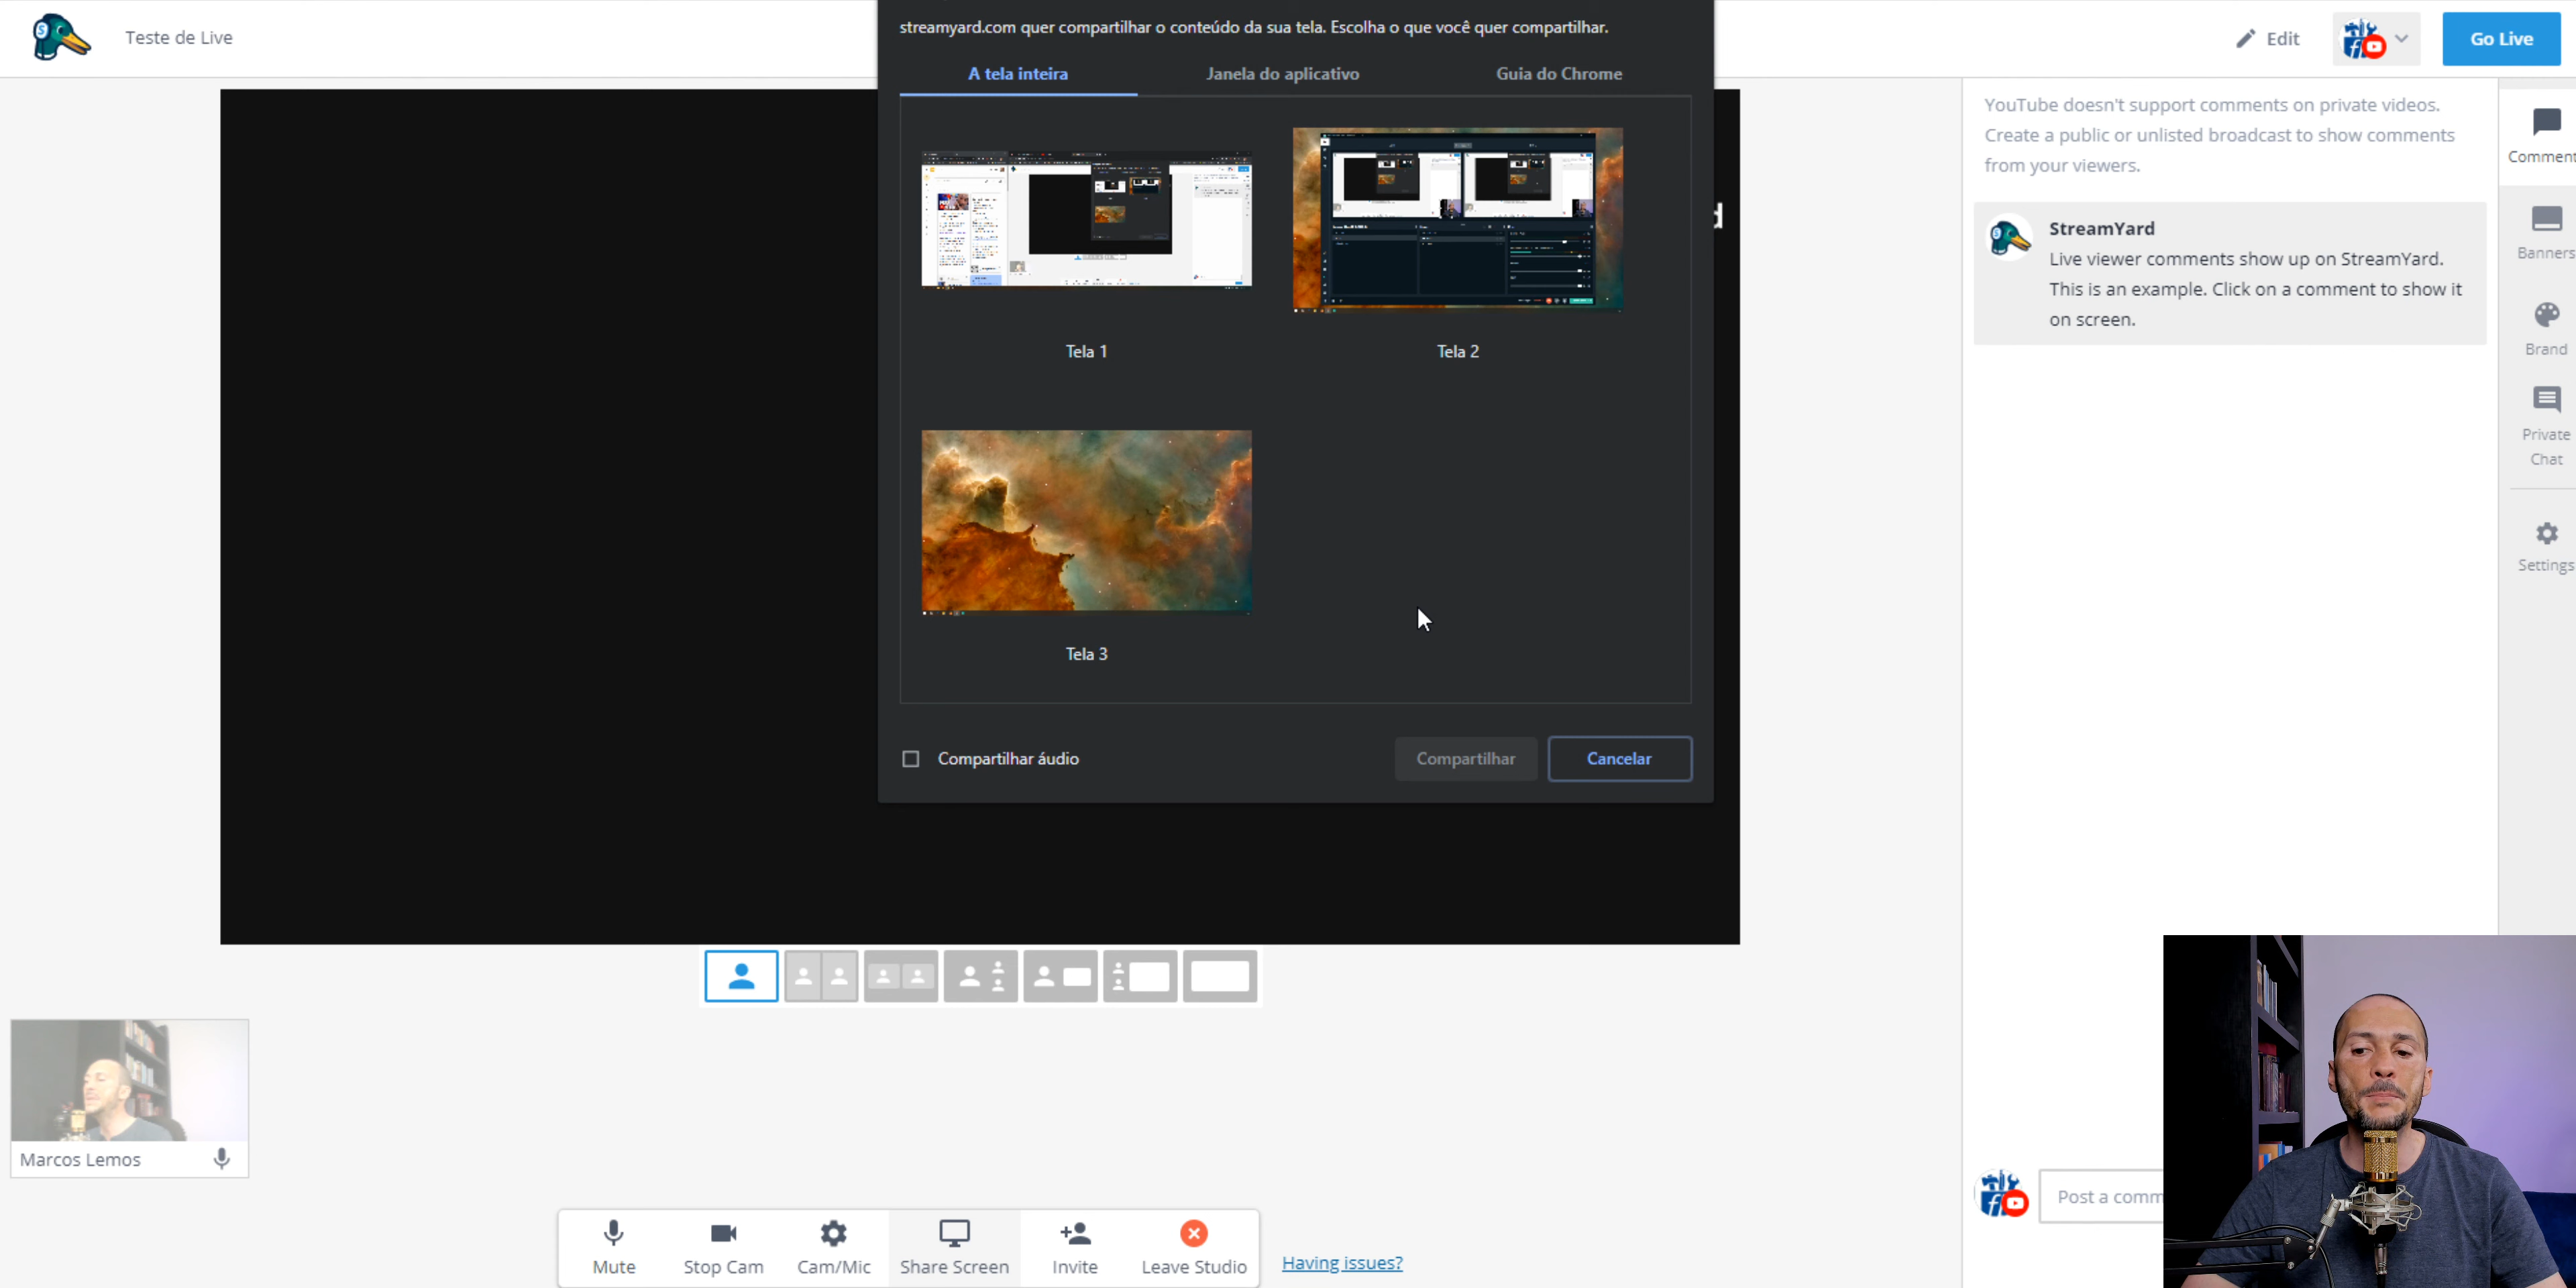 Teste de Live
streamyard.com quer compartilhar o conteúdo da sua tela. Escolha o que você quer compartilhar.
Edit
Go Live
A tela inteira
Janela do aplicativo
Guia do Chrome
Tela 1
Tela 2
Tela 3
Compartilhar áudio
Compartilhar
Cancelar
YouTube doesn't support comments on private videos.
Create a public or unlisted broadcast to show comments
from your viewers.
StreamYard
Live viewer comments show up on StreamYard.
This is an example. Click on a comment to show it
on screen.
Comment
Banners
Brand
Private
Chat
Settings
Marcos Lemos
Post a comm
Mute
Stop Cam
Cam/Mic
Share Screen
Invite
Leave Studio
Having issues?